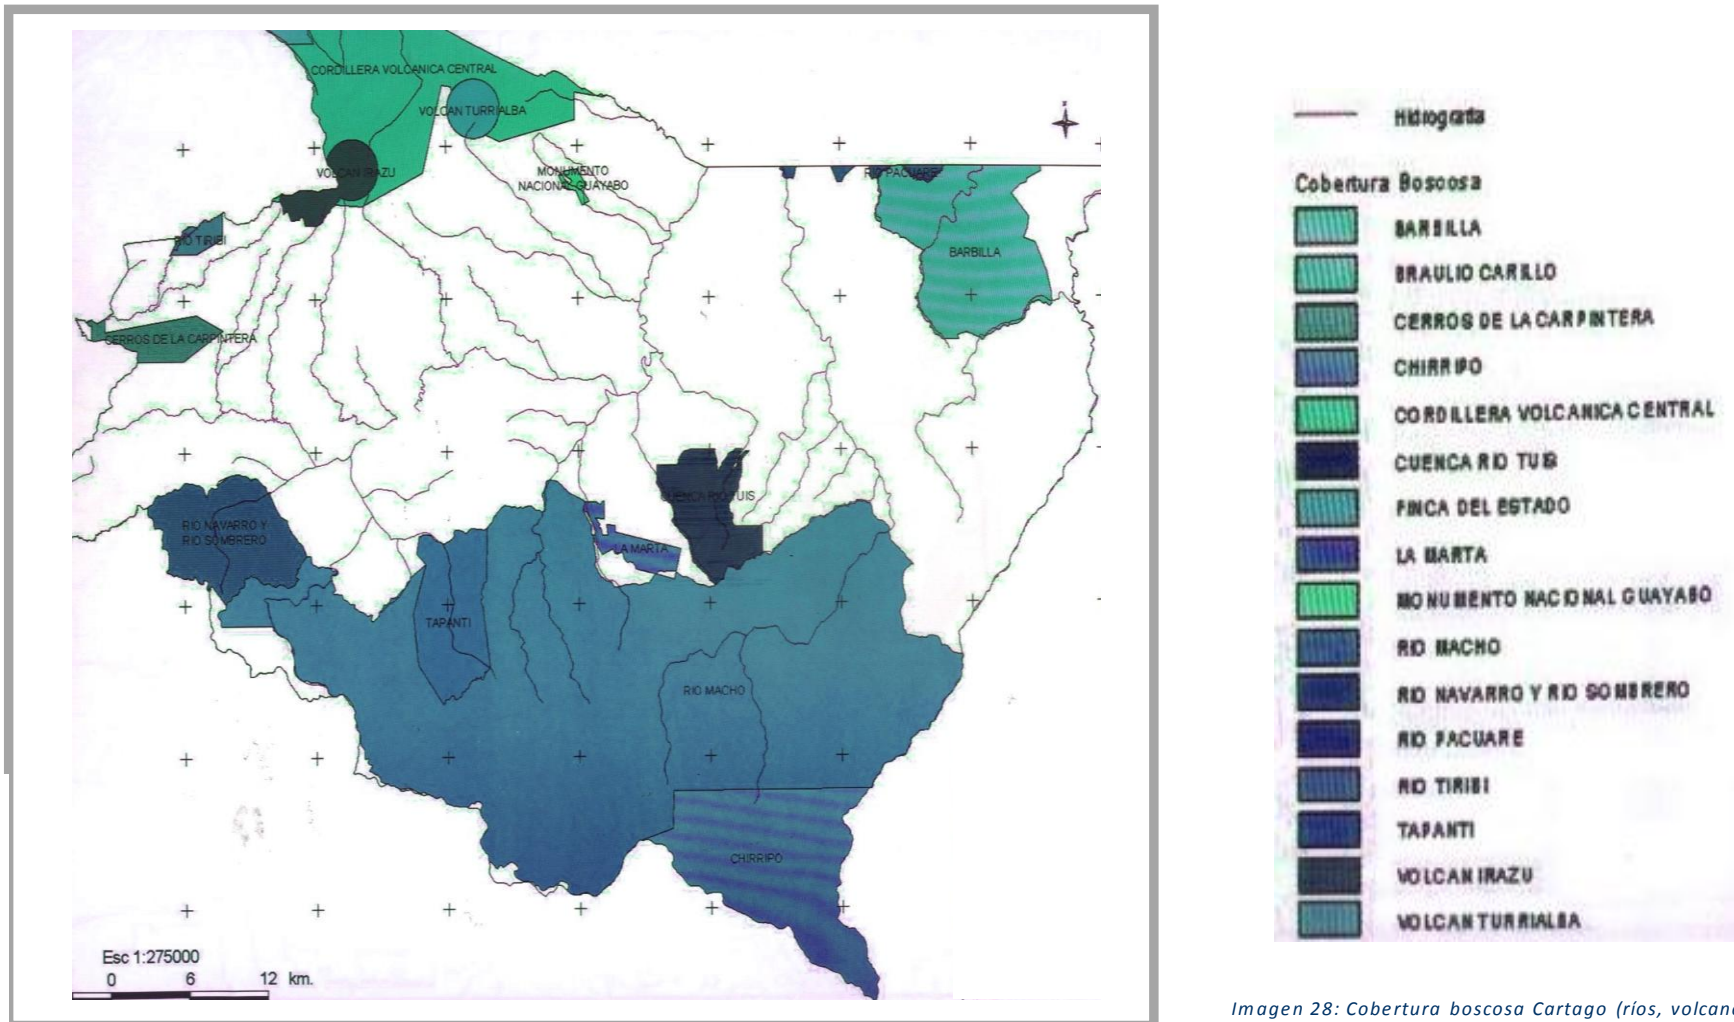 CORDILLERA VOLCANICA CENTRAL
VOLCAN TURRIALBA
VOLCAN IRAZU
MONUMENTO
NACIONAL GUAYABO
RIO PACUARE
RIO TIRIBI
BARBILLA
CERROS DE LA CARPINTERA
CUENCA RIO TUIS
RIO NAVARRO Y
RIO SOMBRERO
LA MARTA
TAPANTI
RIO MACHO
CHIRRIPO
Esc 1:275000
0 6 12 km.
Hidrografia
Cobertura Boscosa
BARBILLA
BRAULIO CARILLO
CERROS DE LA CARPINTERA
CHIRRIPO
CORDILLERA VOLCANICA CENTRAL
CUENCA RIO TUIS
FINCA DEL ESTADO
LA MARTA
MONUMENTO NACIONAL GUAYABO
RIO MACHO
RIO NAVARRO Y RIO SOMBRERO
RIO PACUARE
RIO TIRIBI
TAPANTI
VOLCAN IRAZU
VOLCAN TURRIALBA
Imagen 28: Cobertura boscosa Cartago (ríos, volcan